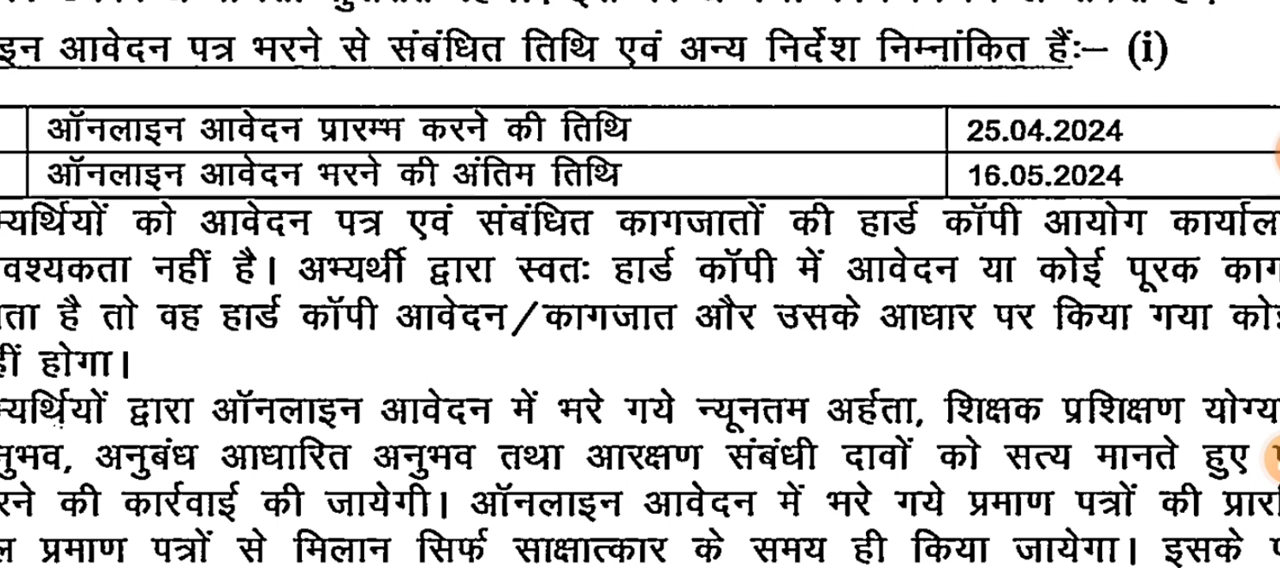 इन आवेदन पत्र भरने से संबंधित तिथि एवं अन्य निर्देश निम्नांकित हैंः– (i)
ऑनलाइन आवेदन प्रारम्भ करने की तिथि 25.04.2024
ऑनलाइन आवेदन भरने की अंतिम तिथि 16.05.2024
भ्यर्थियों को आवेदन पत्र एवं संबंधित कागजातों की हार्ड कॉपी आयोग कार्याल
वश्यकता नहीं है। अभ्यर्थी द्वारा स्वतः हार्ड कॉपी में आवेदन या कोई पूरक काग
ता है तो वह हार्ड कॉपी आवेदन/कागजात और उसके आधार पर किया गया कोई
हीं होगा।
भ्यर्थियों द्वारा ऑनलाइन आवेदन में भरे गये न्यूनतम अर्हता, शिक्षक प्रशिक्षण योग्य
नुभव, अनुबंध आधारित अनुभव तथा आरक्षण संबंधी दावों को सत्य मानते हुए
रने की कार्रवाई की जायेगी। ऑनलाइन आवेदन में भरे गये प्रमाण पत्रों की प्रार
ल प्रमाण पत्रों से मिलान सिर्फ साक्षात्कार के समय ही किया जायेगा। इसके